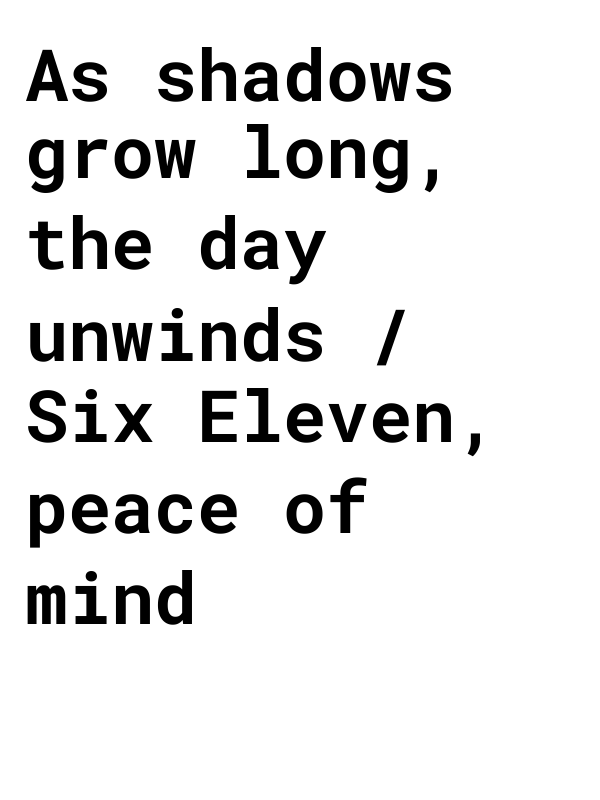 As shadows
grow long,
the day
unwinds /
Six Eleven,
peace of
mind